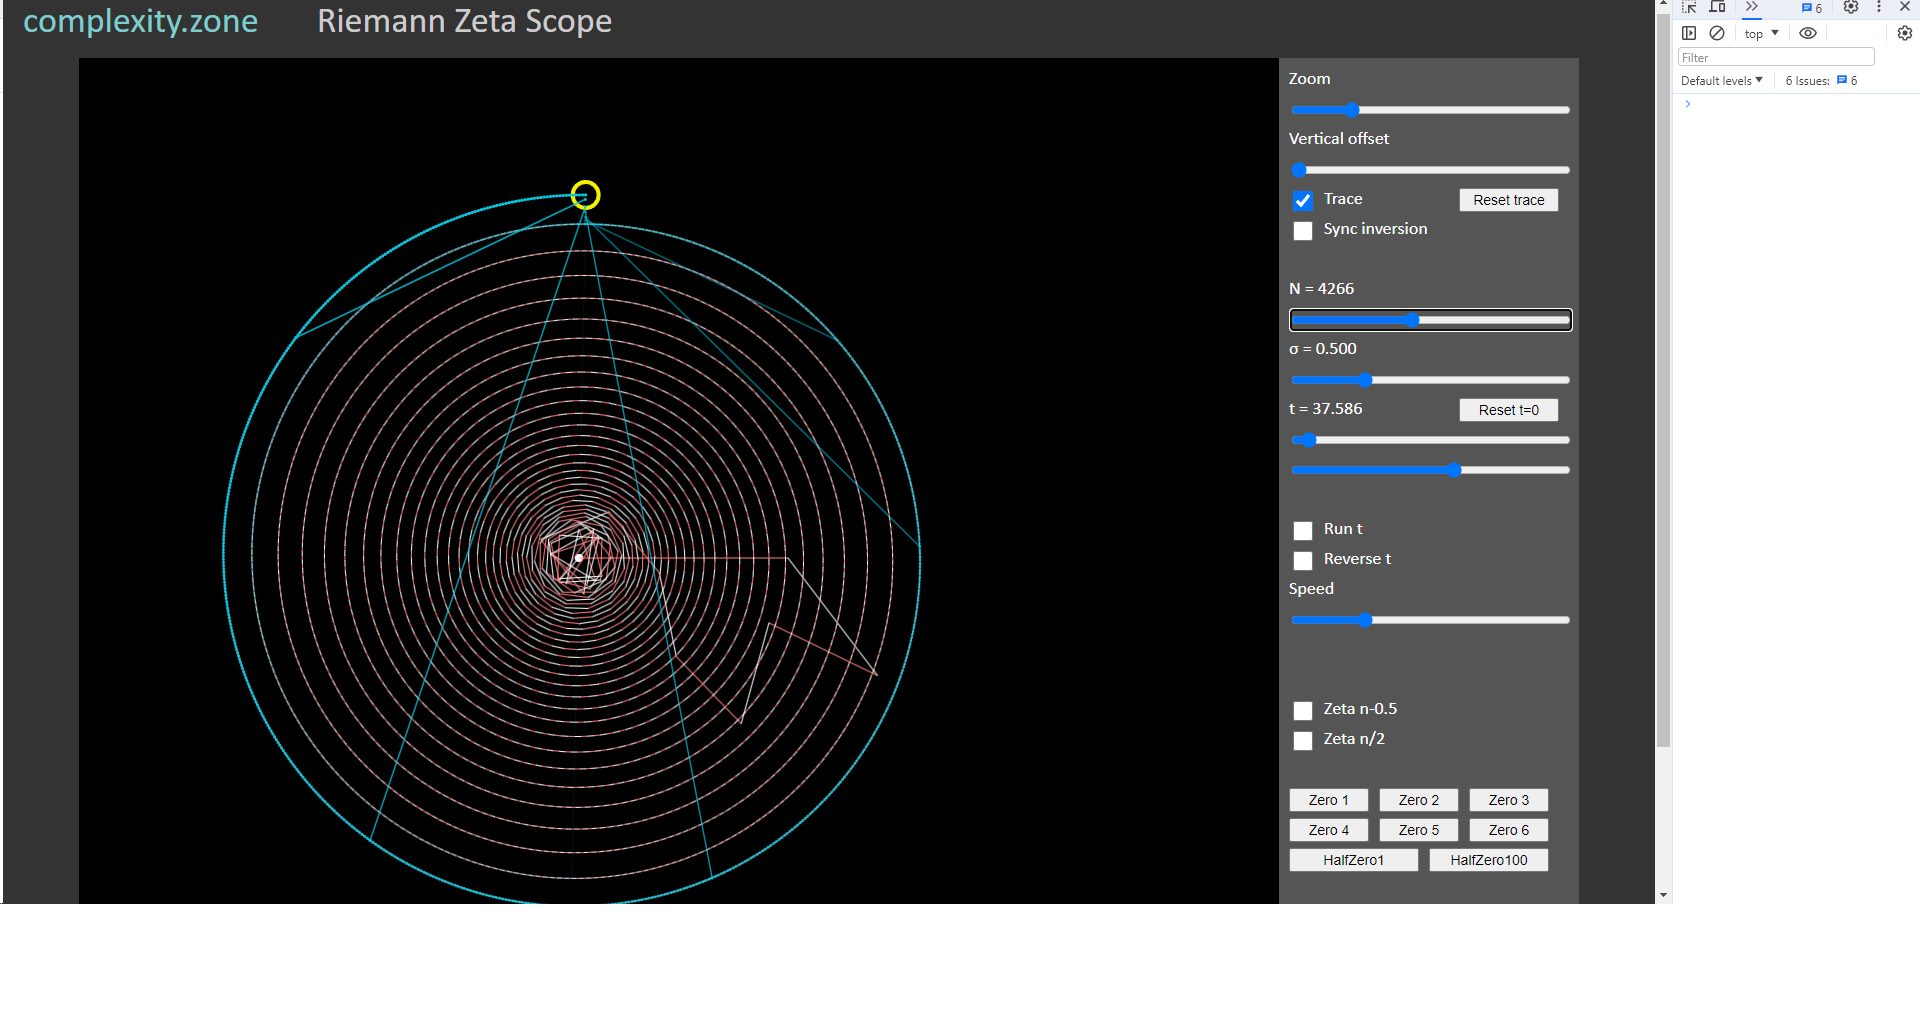 complexity.zone Riemann Zeta Scope
6
top
Filter
Default levels 6 Issues: 6
Zoom
Vertical offset
Trace Reset trace
Sync inversion
N = 4266
σ = 0.500
t = 37.586 Reset t=0
Run t
Reverse t
Speed
Zeta n-0.5
Zeta n/2
Zero 1 Zero 2 Zero 3
Zero 4 Zero 5 Zero 6
HalfZero1 HalfZero100